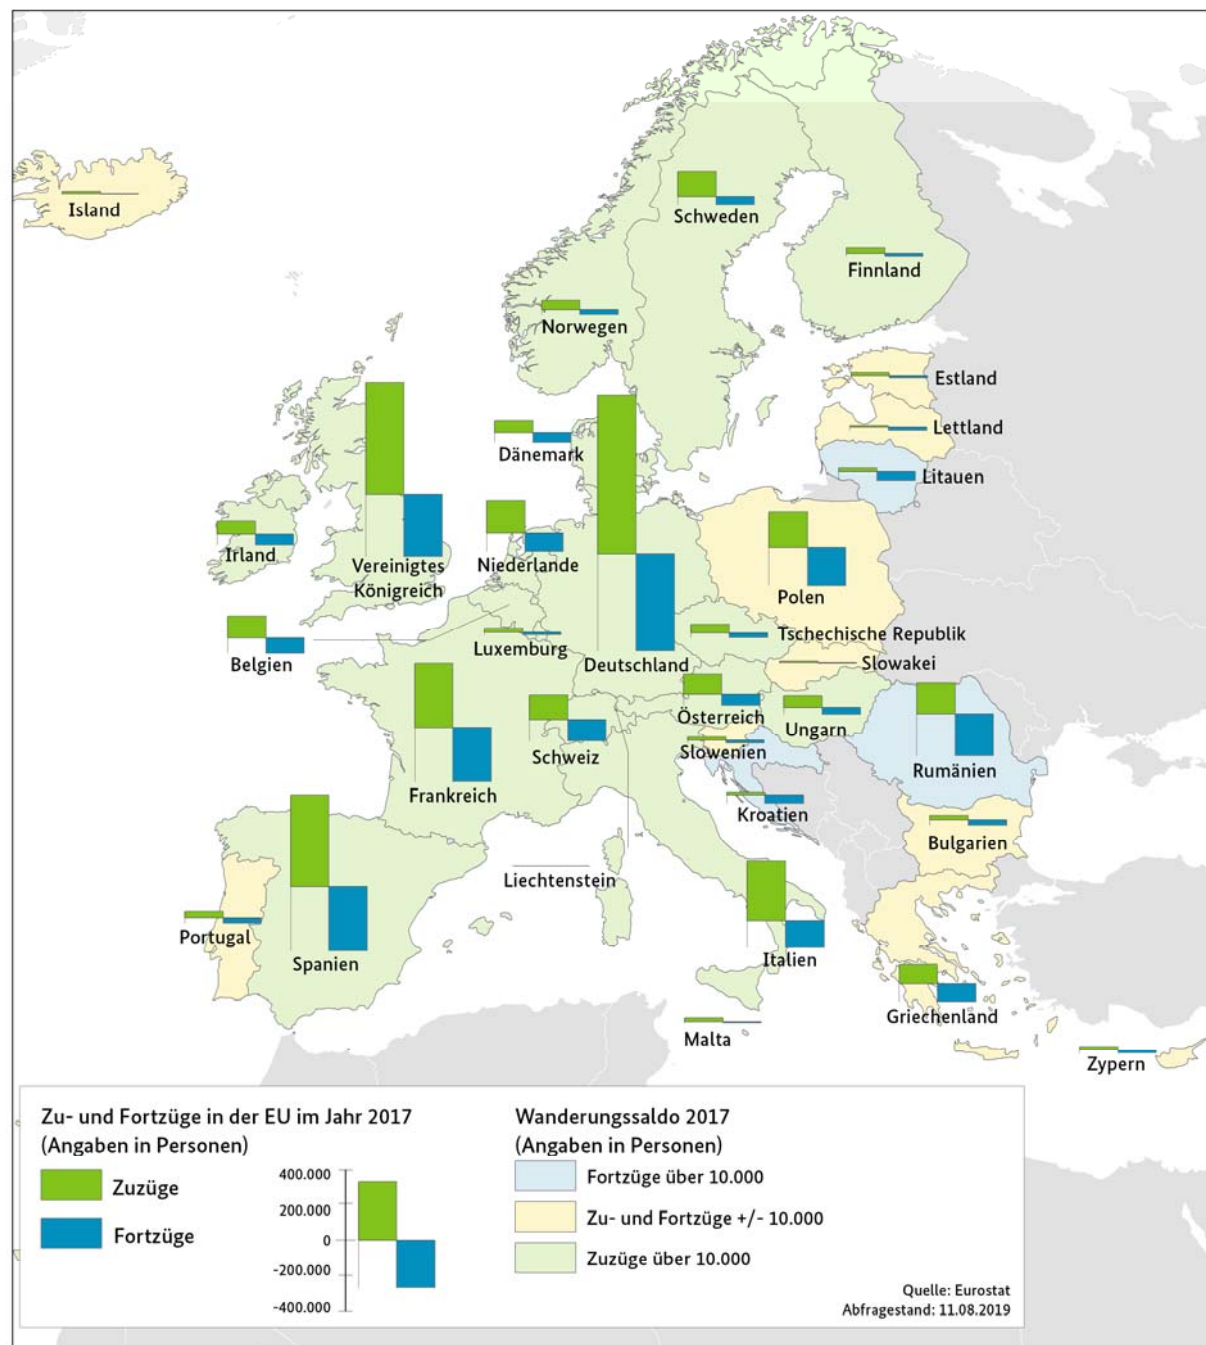 Island
Schweden
Finnland
Norwegen
Estland
Dänemark
Lettland
Litauen
Irland
Vereinigtes
Königreich
Niederlande
Polen
Belgien
Luxemburg
Deutschland
Tschechische Republik
Slowakei
Österreich
Ungarn
Schweiz
Slowenien
Rumänien
Frankreich
Kroatien
Bulgarien
Liechtenstein
Portugal
Spanien
Italien
Griechenland
Malta
Zypern
Zu- und Fortzüge in der EU im Jahr 2017
(Angaben in Personen)
Zuzüge
Fortzüge
400.000
200.000
0
-200.000
-400.000
Wanderungssaldo 2017
(Angaben in Personen)
Fortzüge über 10.000
Zu- und Fortzüge +/- 10.000
Zuzüge über 10.000
Quelle: Eurostat
Abfragestand: 11.08.2019